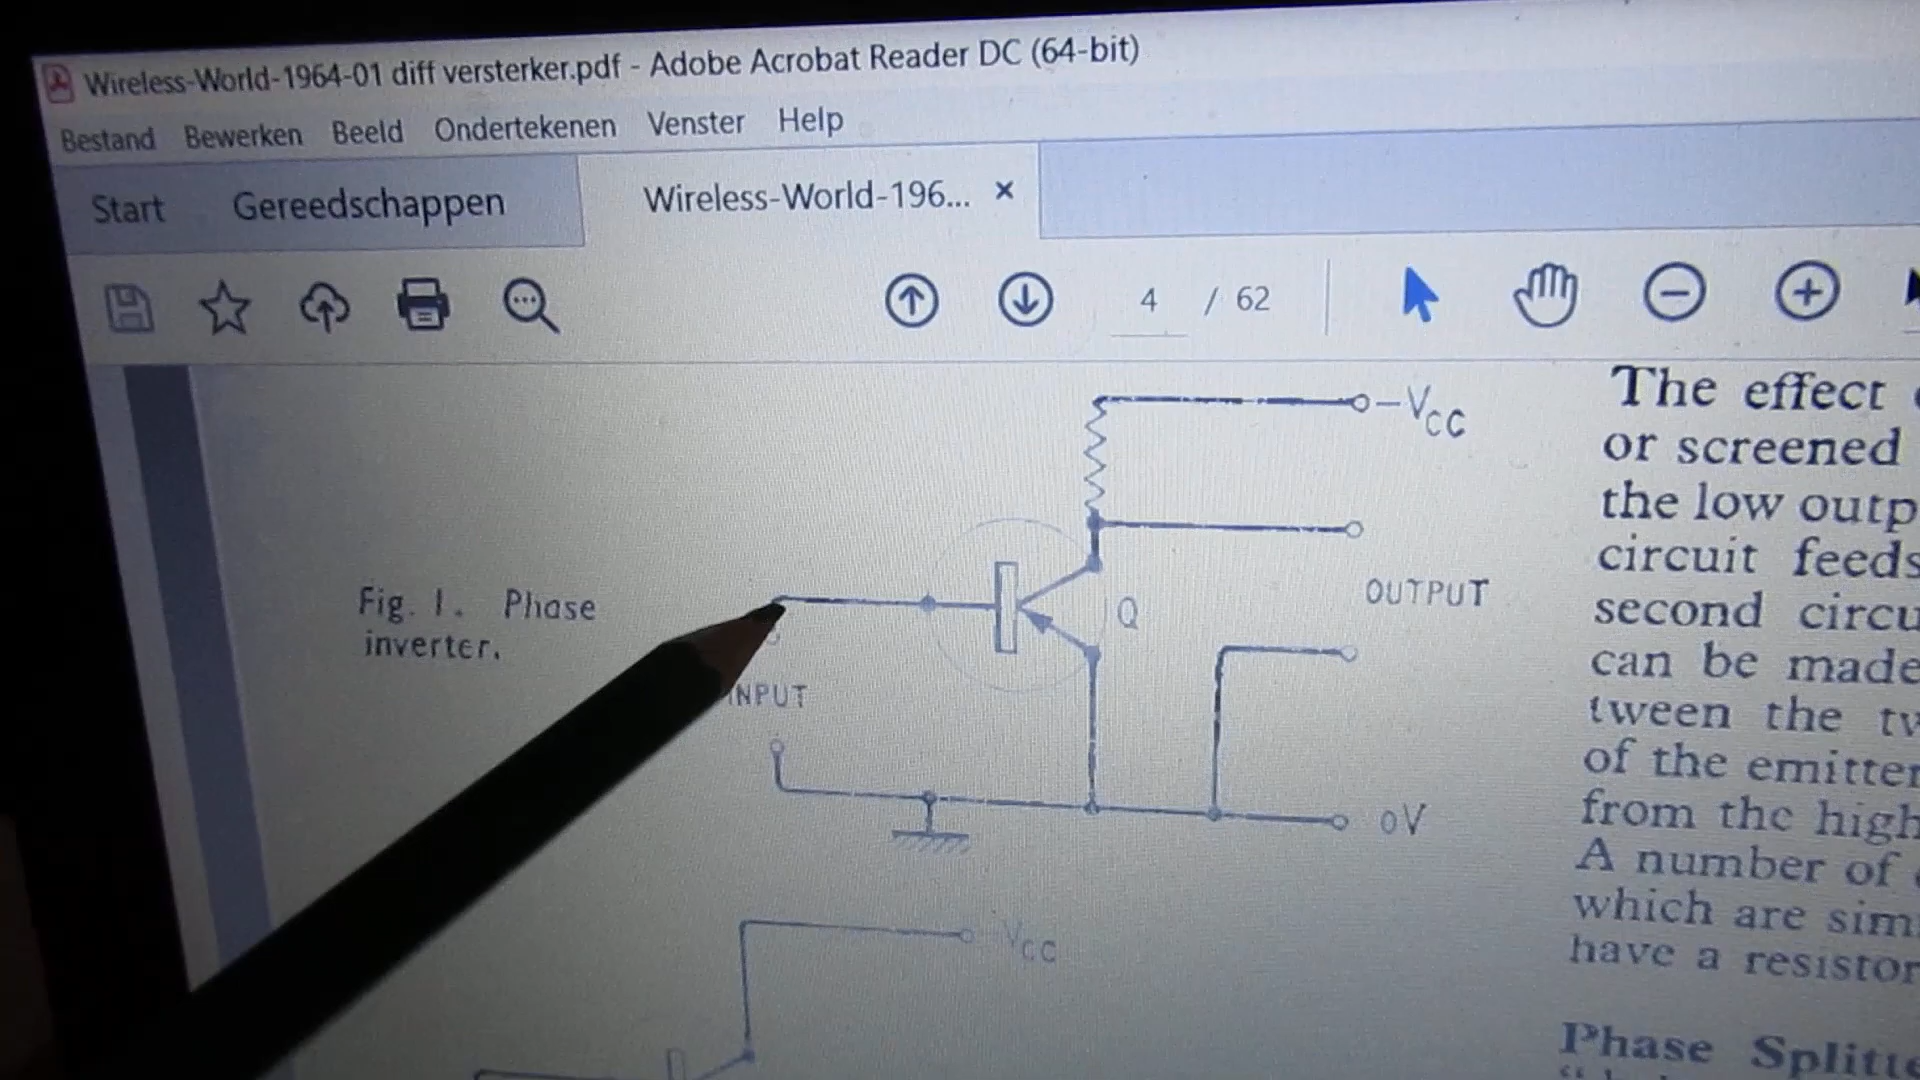 Wireless-World-1964-01 diff versterker.pdf - Adobe Acrobat Reader DC (64-bit)
Bestand Bewerken Beeld Ondertekenen Venster Help
Start Gereedschappen Wireless-World-196... ×
4 / 62
-VCC
Fig. 1. Phase
inverter.
INPUT
Q
OUTPUT
0V
VCC
The effect
or screened
the low outp
circuit feeds
second circu
can be made
tween the tw
of the emitter
from the high
A number of
which are sim
have a resistor
Phase Splitte